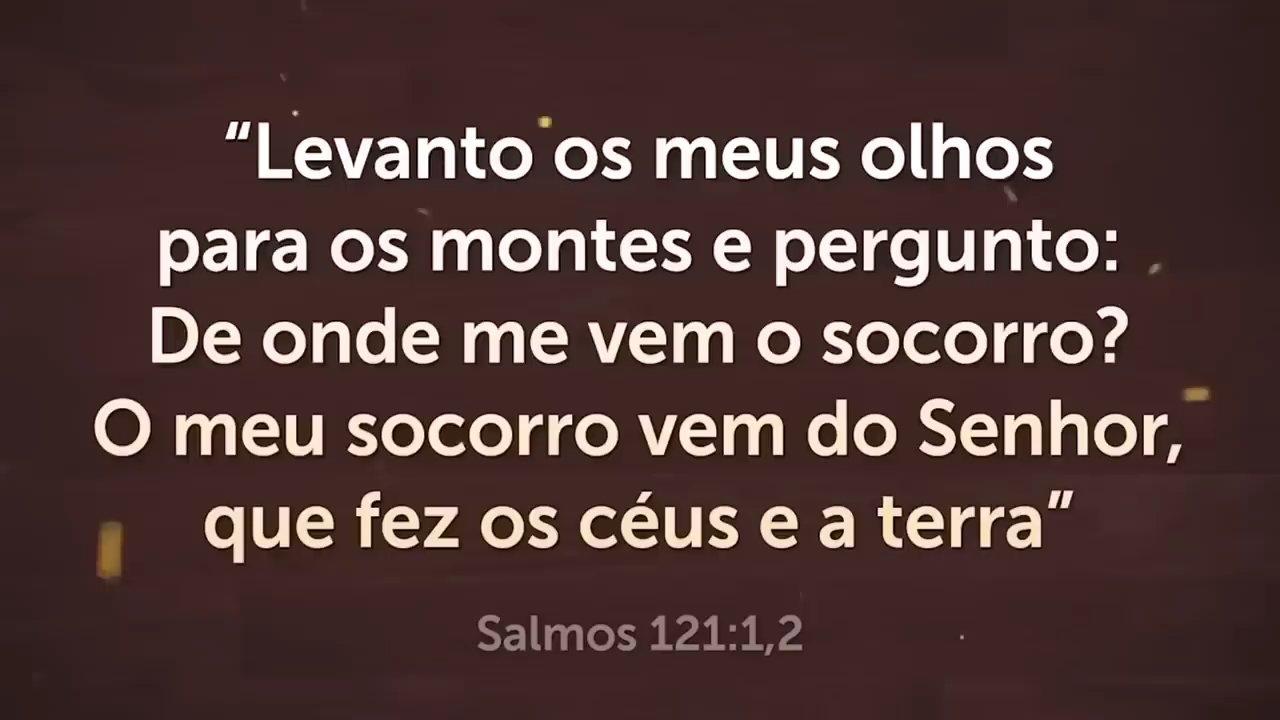 “Levanto os meus olhos
para os montes e pergunto:
De onde me vem o socorro?
O meu socorro vem do Senhor,
que fez os céus e a terra”
Salmos 121:1,2